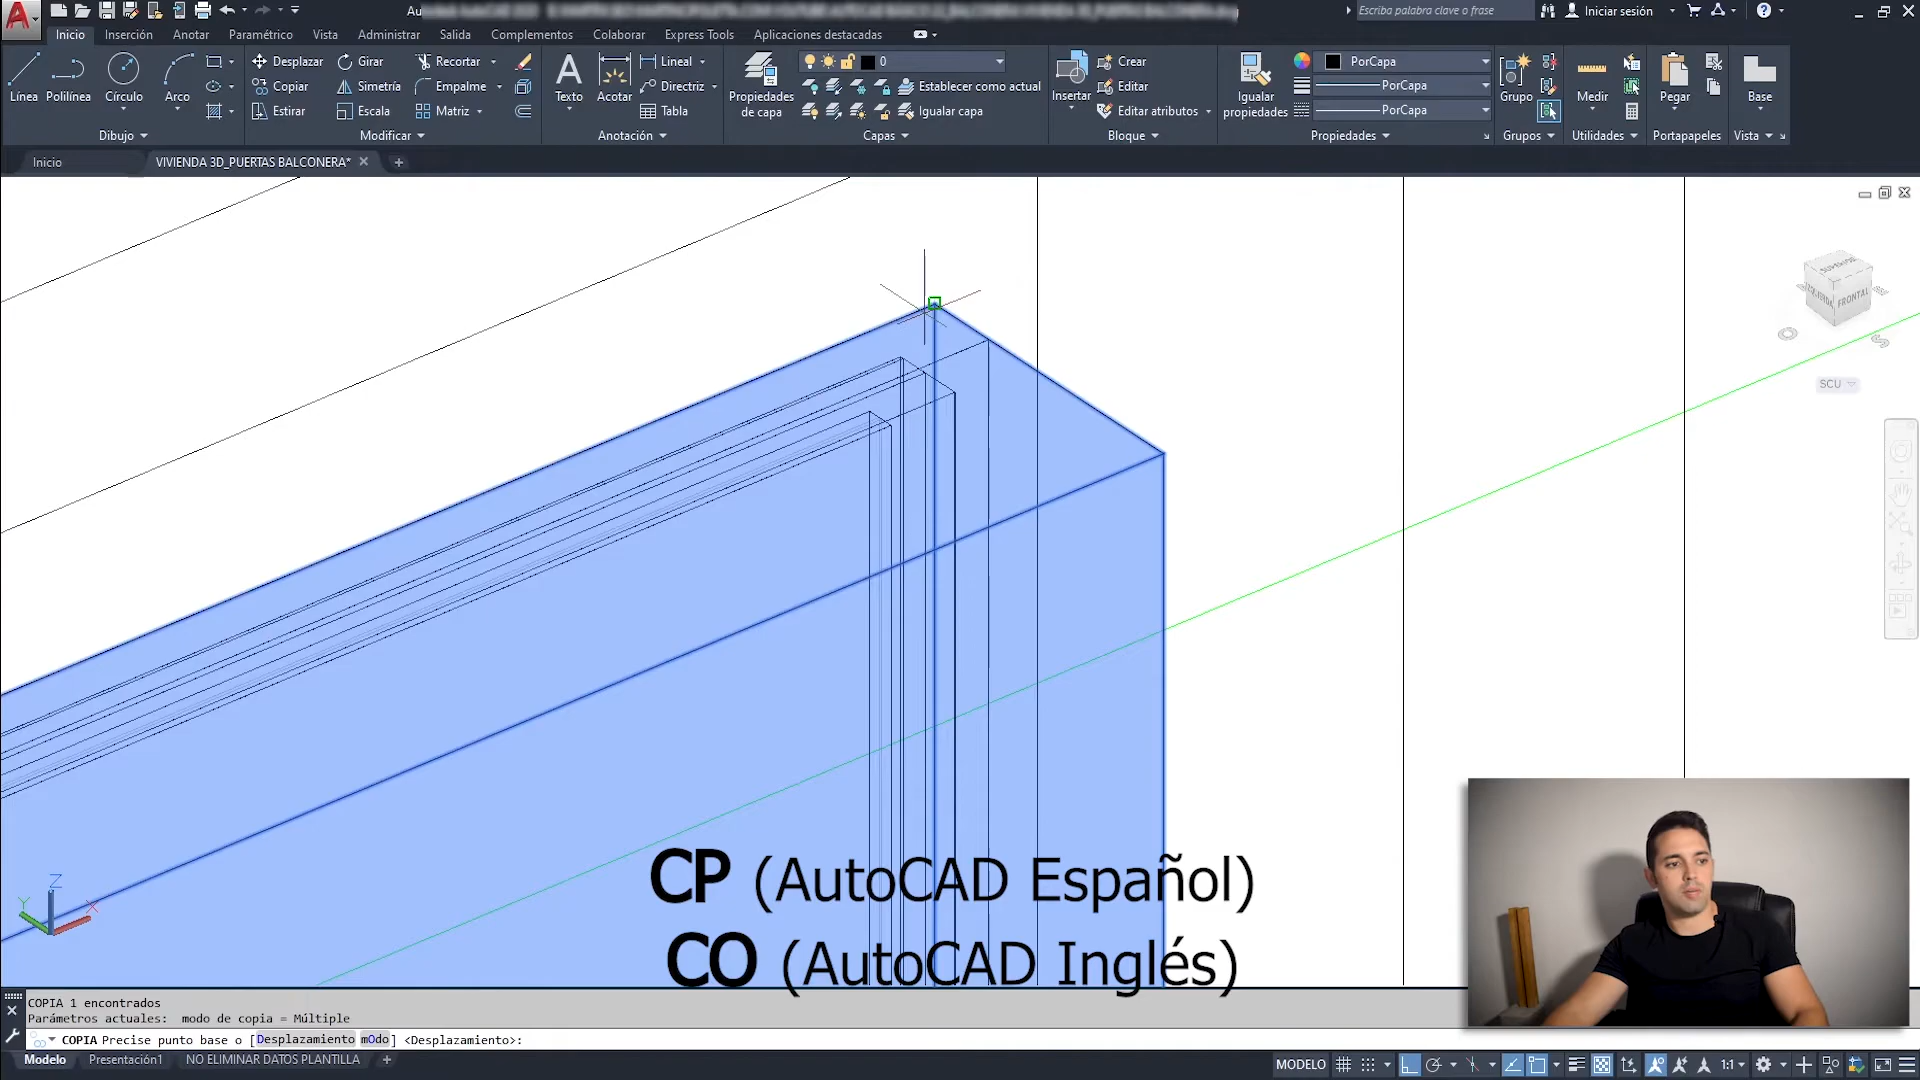 Au
Escriba palabra clave o frase
Iniciar sesión
Inicio
Inserción
Anotar
Paramétrico
Vista
Administrar
Salida
Complementos
Colaborar
Express Tools
Aplicaciones destacadas
Línea
Polilínea
Círculo
Arco
Desplazar
Girar
Recortar
Copiar
Simetría
Empalme
Estirar
Escala
Matriz
Texto
Acotar
Lineal
Directriz
Tabla
Propiedades
de capa
0
Establecer como actual
Igualar capa
Insertar
Crear
Editar
Editar atributos
Igualar
propiedades
PorCapa
PorCapa
PorCapa
Grupo
Medir
Pegar
Base
Dibujo
Modificar
Anotación
Capas
Bloque
Propiedades
Grupos
Utilidades
Portapapeles
Vista
Inicio
VIVIENDA 3D_PUERTAS BALCONERA*
SUPERIOR
IZQUIERDA
FRONTAL
O
S
SCU
Z
Y
X
CP (AutoCAD Español)
CO (AutoCAD Inglés)
COPIA 1 encontrados
Parámetros actuales: modo de copia = Múltiple
COPIA Precise punto base o [Desplazamiento mOdo] <Desplazamiento>:
Modelo
Presentación1
NO ELIMINAR DATOS PLANTILLA
MODELO
1:1